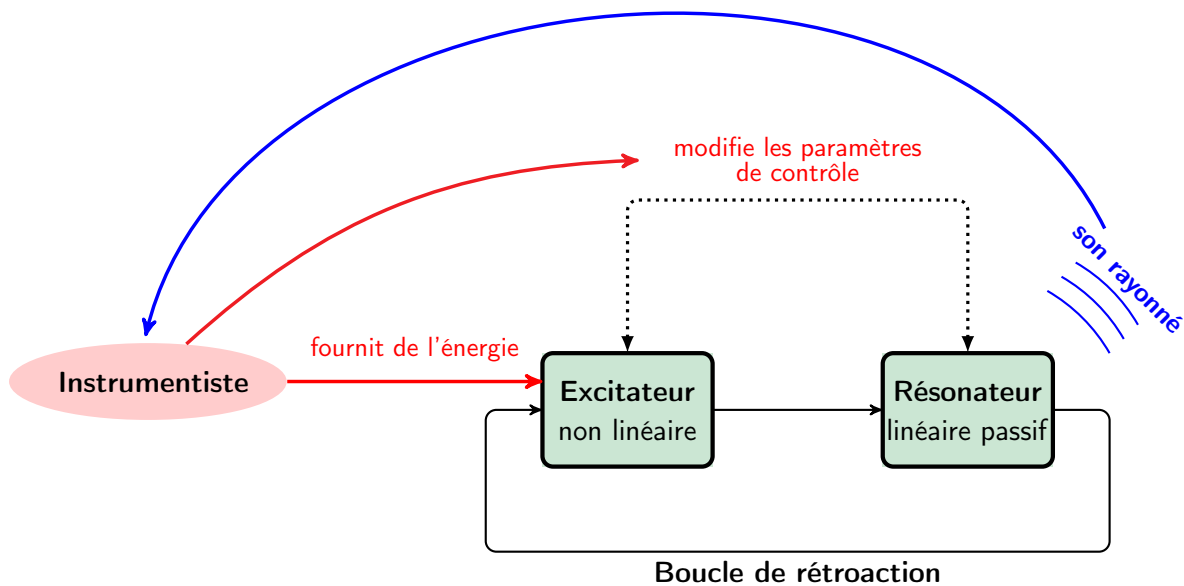 modifie les paramètres
de contrôle
son rayonné
fournit de l'énergie
Instrumentiste
Excitateur
non linéaire
Résonateur
linéaire passif
Boucle de rétroaction